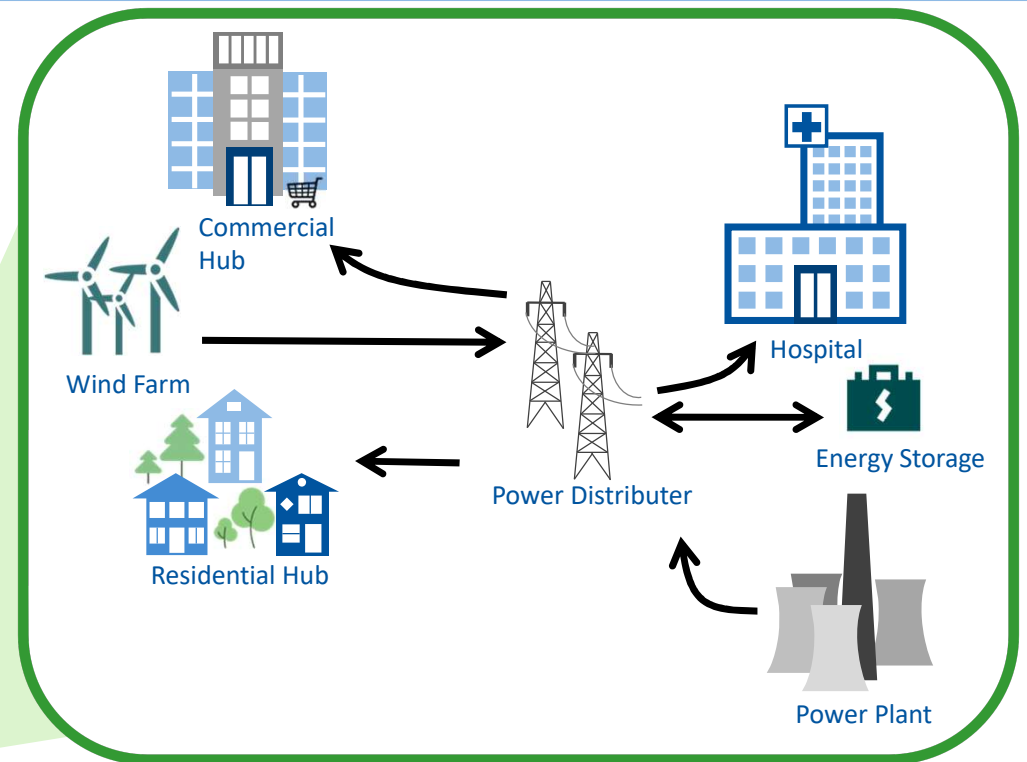 Commercial
Hub
Wind Farm
Hospital
Energy Storage
Power Distributer
Residential Hub
Power Plant